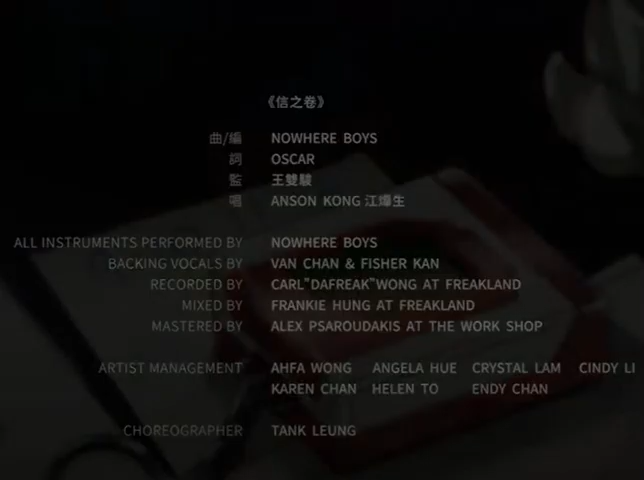 《信之卷》
曲/編 NOWHERE BOYS
詞 OSCAR
監 王雙駿
唱 ANSON KONG 江𤒹生
ALL INSTRUMENTS PERFORMED BY NOWHERE BOYS
BACKING VOCALS BY VAN CHAN & FISHER KAN
RECORDED BY CARL"DAFREAK"WONG AT FREAKLAND
MIXED BY FRANKIE HUNG AT FREAKLAND
MASTERED BY ALEX PSAROUDAKIS AT THE WORK SHOP
ARTIST MANAGEMENT AHFA WONG ANGELA HUE CRYSTAL LAM CINDY LI
KAREN CHAN HELEN TO ENDY CHAN
CHOREOGRAPHER TANK LEUNG